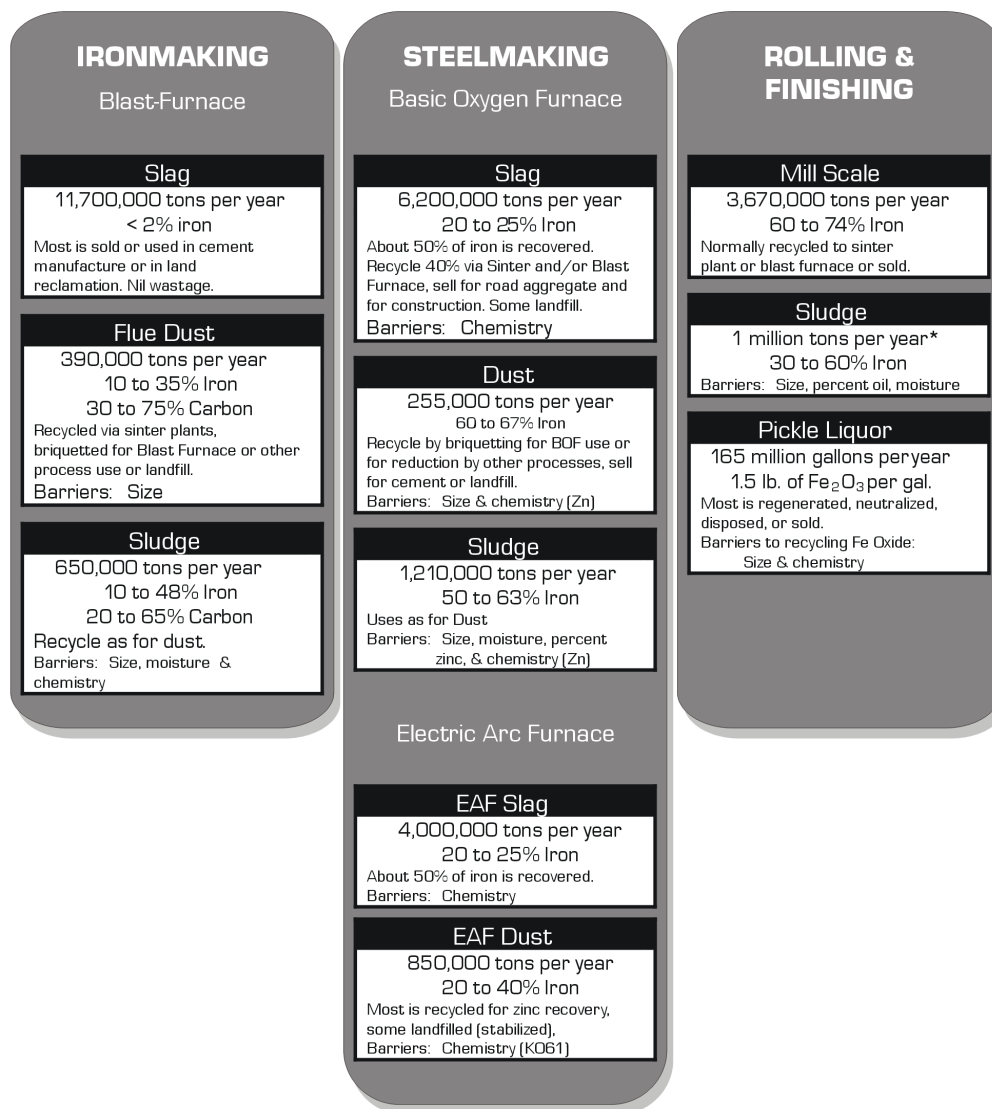 IRONMAKING
Blast-Furnace
Slag
11,700,000 tons per year
< 2% iron
Most is sold or used in cement
manufacture or in land
reclamation. Nil wastage.
Flue Dust
390,000 tons per year
10 to 35% Iron
30 to 75% Carbon
Recycled via sinter plants,
briquetted for Blast Furnace or other
process use or landfill.
Barriers: Size
Sludge
650,000 tons per year
10 to 48% Iron
20 to 65% Carbon
Recycle as for dust.
Barriers: Size, moisture &
chemistry
STEELMAKING
Basic Oxygen Furnace
Slag
6,200,000 tons per year
20 to 25% Iron
About 50% of iron is recovered.
Recycle 40% via Sinter and/or Blast
Furnace, sell for road aggregate and
for construction. Some landfill.
Barriers: Chemistry
Dust
255,000 tons per year
60 to 67% Iron
Recycle by briquetting for BOF use or
for reduction by other processes, sell
for cement or landfill.
Barriers: Size & chemistry (Zn)
Sludge
1,210,000 tons per year
50 to 63% Iron
Uses as for Dust
Barriers: Size, moisture, percent
zinc, & chemistry (Zn)
Electric Arc Furnace
EAF Slag
4,000,000 tons per year
20 to 25% Iron
About 50% of iron is recovered.
Barriers: Chemistry
EAF Dust
850,000 tons per year
20 to 40% Iron
Most is recycled for zinc recovery,
some landfilled (stabilized),
Barriers: Chemistry (K061)
ROLLING &
FINISHING
Mill Scale
3,670,000 tons per year
60 to 74% Iron
Normally recycled to sinter
plant or blast furnace or sold.
Sludge
1 million tons per year*
30 to 60% Iron
Barriers: Size, percent oil, moisture
Pickle Liquor
165 million gallons peryear
1.5 lb. of Fe₂O₃ per gal.
Most is regenerated, neutralized,
disposed, or sold.
Barriers to recycling Fe Oxide:
Size & chemistry